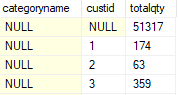 categoryname custid totalqty
NULL NULL 51317
NULL 1 174
NULL 2 63
NULL 3 359